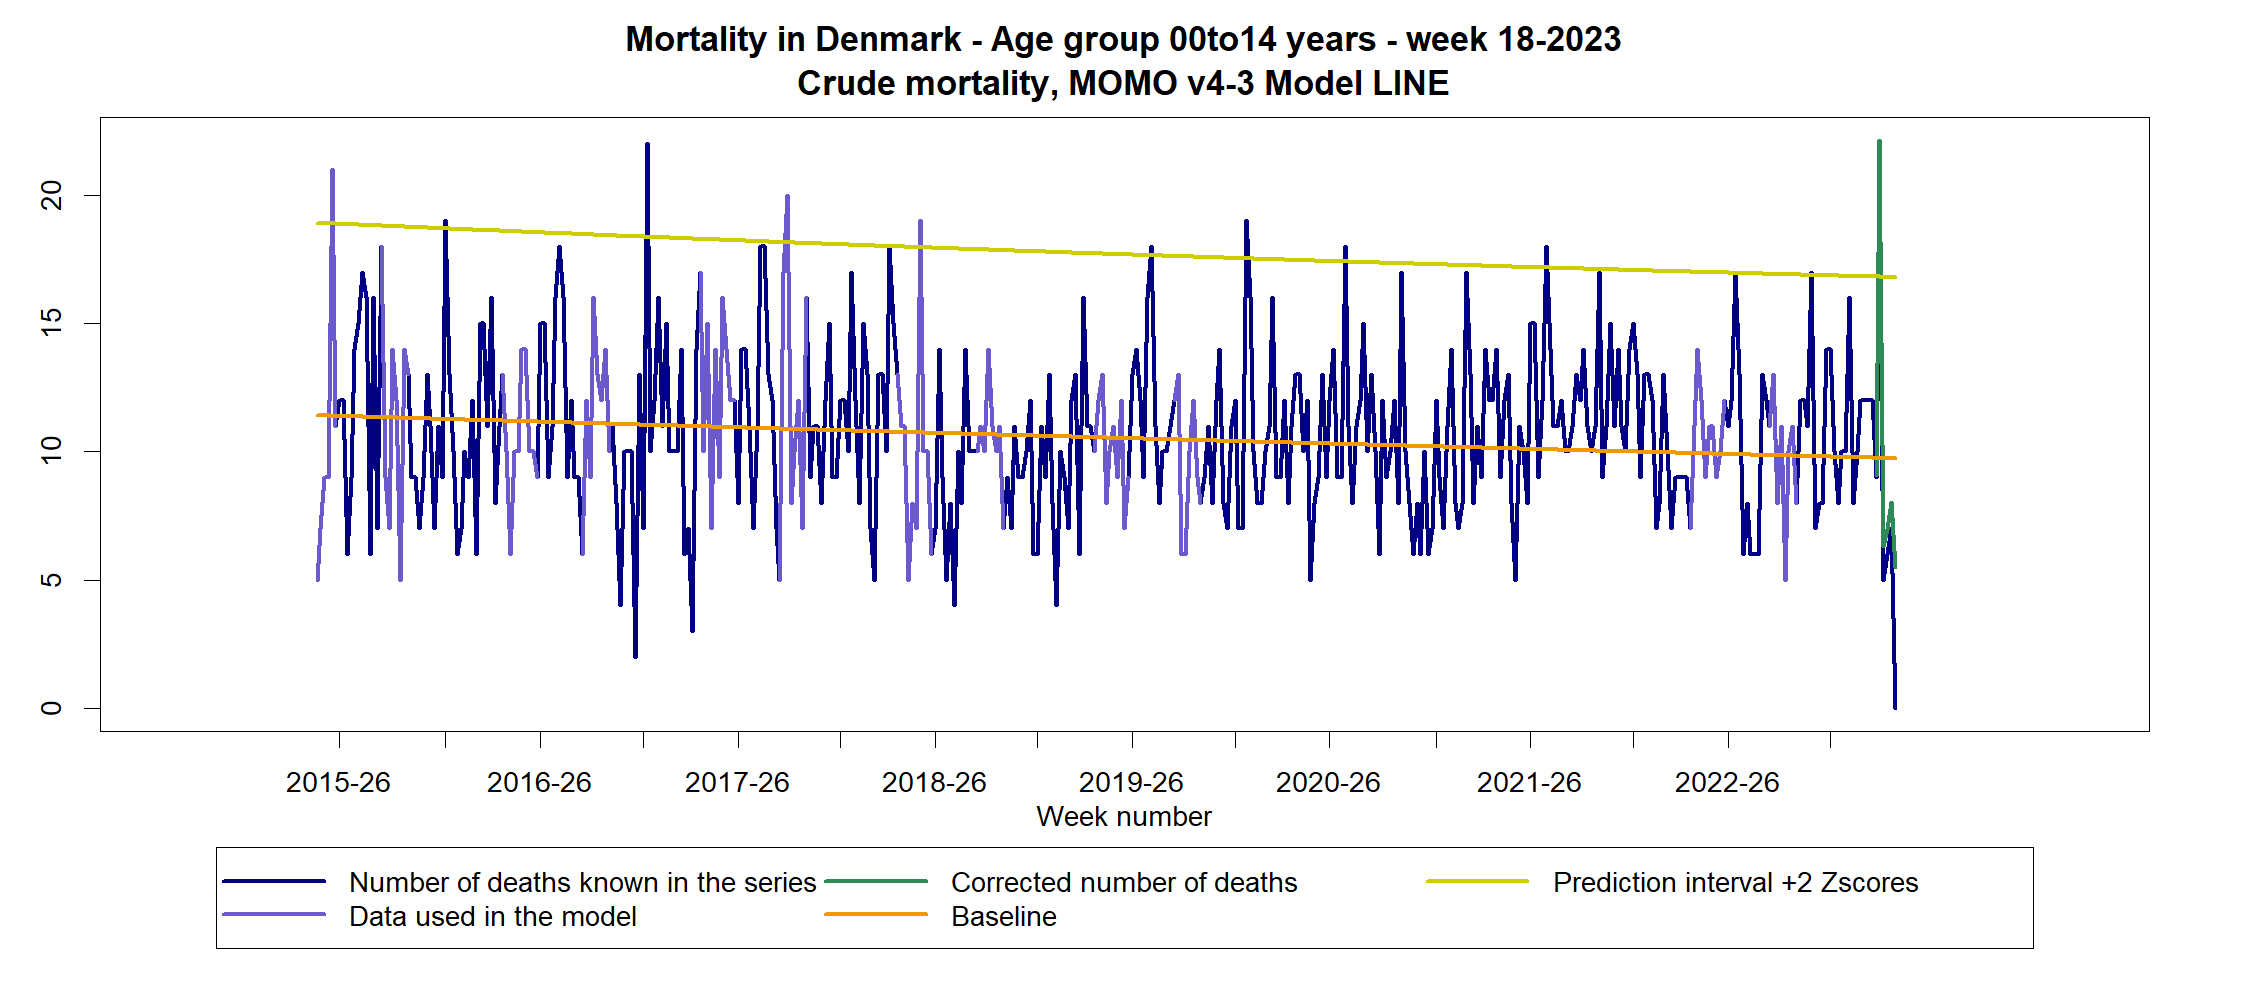 Mortality in Denmark - Age group 00to14 years - week 18-2023
Crude mortality, MOMO v4-3 Model LINE
20
15
10
5
0
2015-26 2016-26 2017-26 2018-26 2019-26 2020-26 2021-26 2022-26
Week number
Number of deaths known in the series Corrected number of deaths Prediction interval +2 Zscores
Data used in the model Baseline